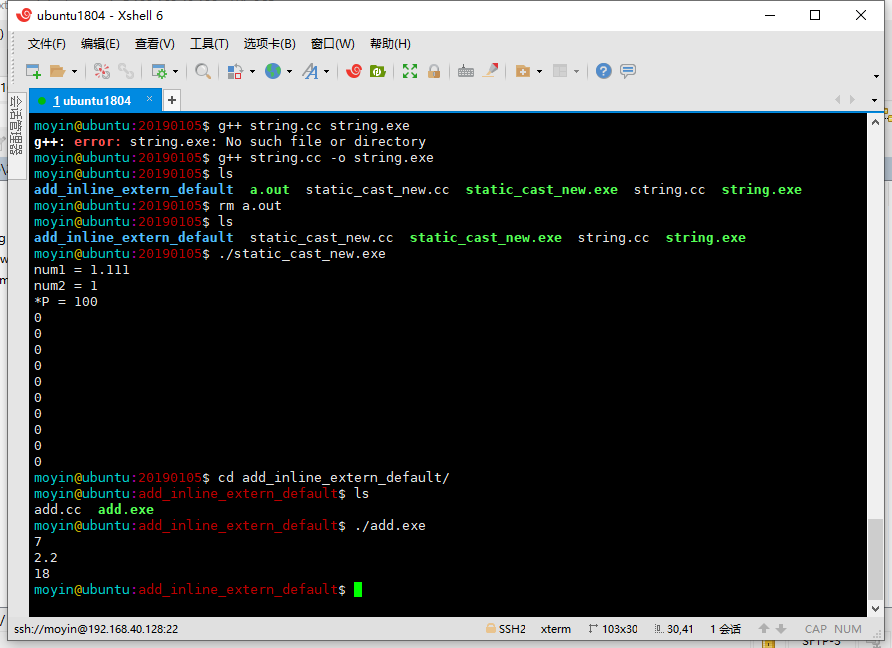 ubuntu1804 - Xshell 6
文件(F) 编辑(E) 查看(V) 工具(T) 选项卡(B) 窗口(W) 帮助(H)
会话管理器
1 ubuntu1804 × +
moyin@ubuntu:20190105$ g++ string.cc string.exe
g++: error: string.exe: No such file or directory
moyin@ubuntu:20190105$ g++ string.cc -o string.exe
moyin@ubuntu:20190105$ ls
add_inline_extern_default  a.out  static_cast_new.cc  static_cast_new.exe  string.cc  string.exe
moyin@ubuntu:20190105$ rm a.out
moyin@ubuntu:20190105$ ls
add_inline_extern_default  static_cast_new.cc  static_cast_new.exe  string.cc  string.exe
moyin@ubuntu:20190105$ ./static_cast_new.exe
num1 = 1.111
num2 = 1
*P = 100
0
0
0
0
0
0
0
0
0
0
moyin@ubuntu:20190105$ cd add_inline_extern_default/
moyin@ubuntu:add_inline_extern_default$ ls
add.cc  add.exe
moyin@ubuntu:add_inline_extern_default$ ./add.exe
7
2.2
18
moyin@ubuntu:add_inline_extern_default$
ssh://moyin@192.168.40.128:22 SSH2 xterm 103x30 30,41 1 会话 CAP NUM